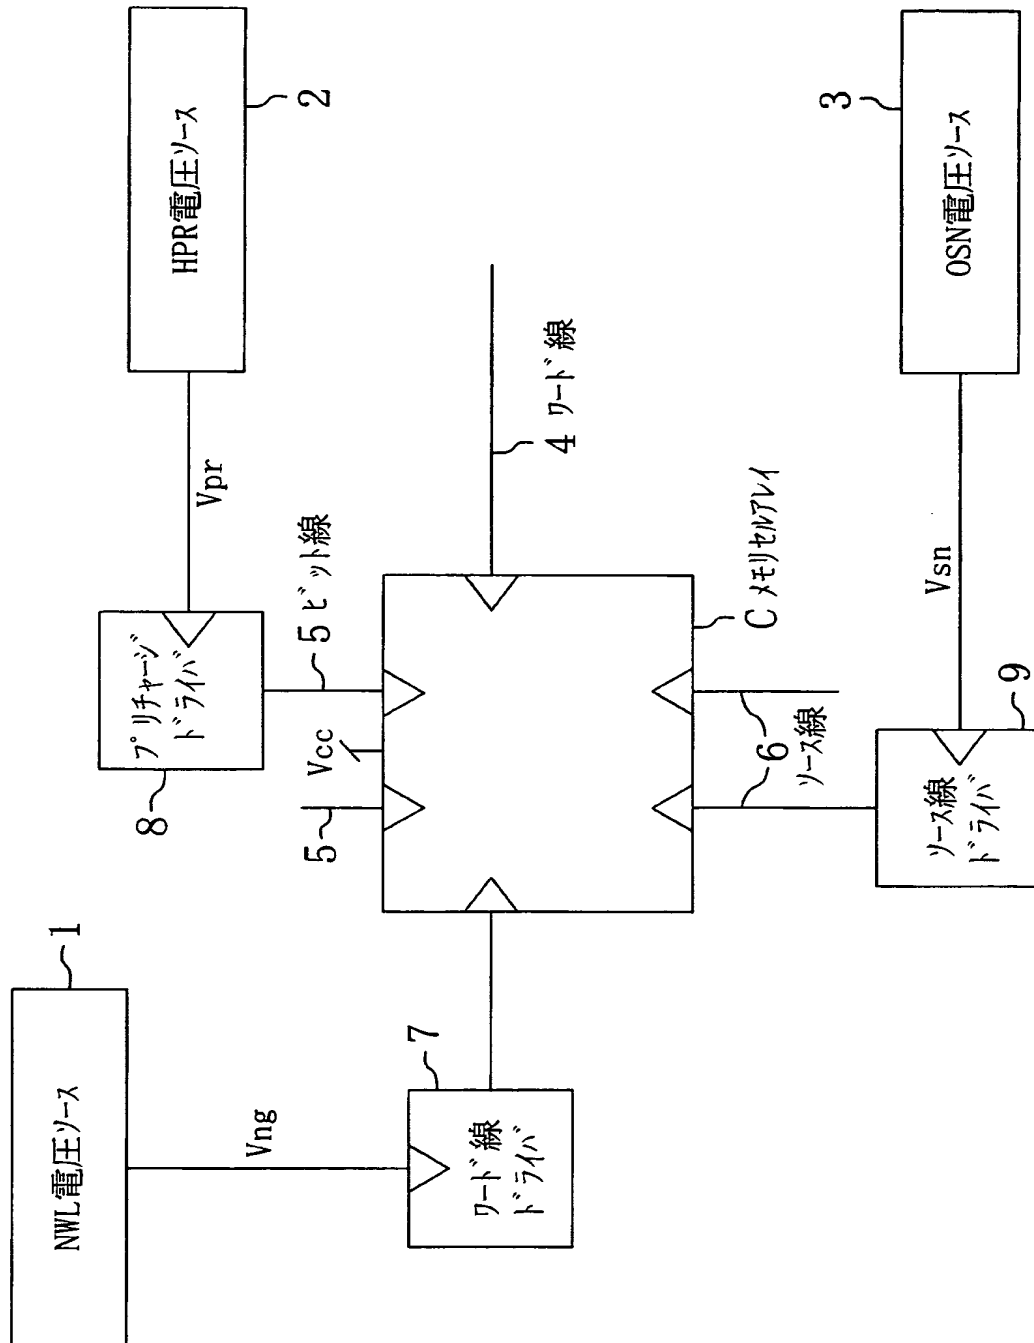 NWL電圧ソース
1
Vng
7
ワード線
ドライバ
HPR電圧ソース
2
Vpr
プリチャージ
ドライバ
8
5 ビット線
Vcc
5
4 ワード線
C メモリセルアレイ
6
ソース線
OSN電圧ソース
3
Vsn
ソース線
ドライバ
9